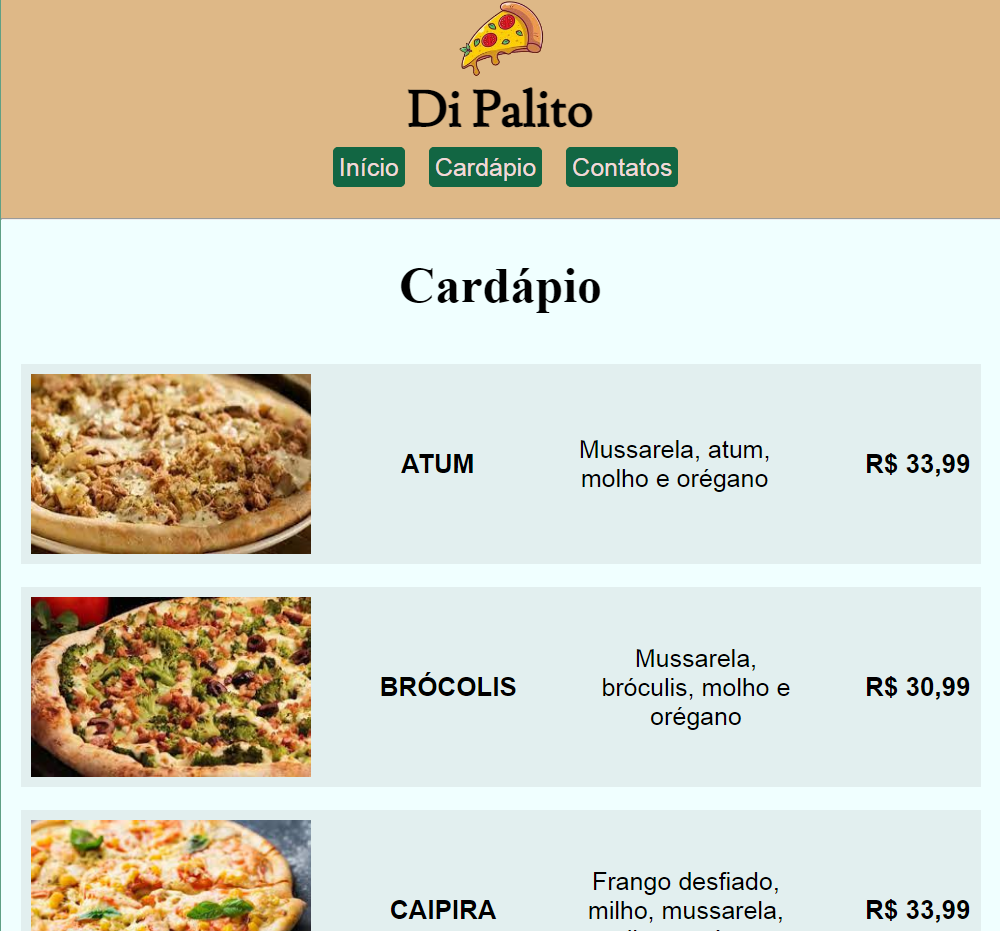 Di Palito
Início Cardápio Contatos
Cardápio
ATUM
Mussarela, atum,
molho e orégano
R$ 33,99
BRÓCOLIS
Mussarela,
bróculis, molho e
orégano
R$ 30,99
CAIPIRA
Frango desfiado,
milho, mussarela,
R$ 33,99